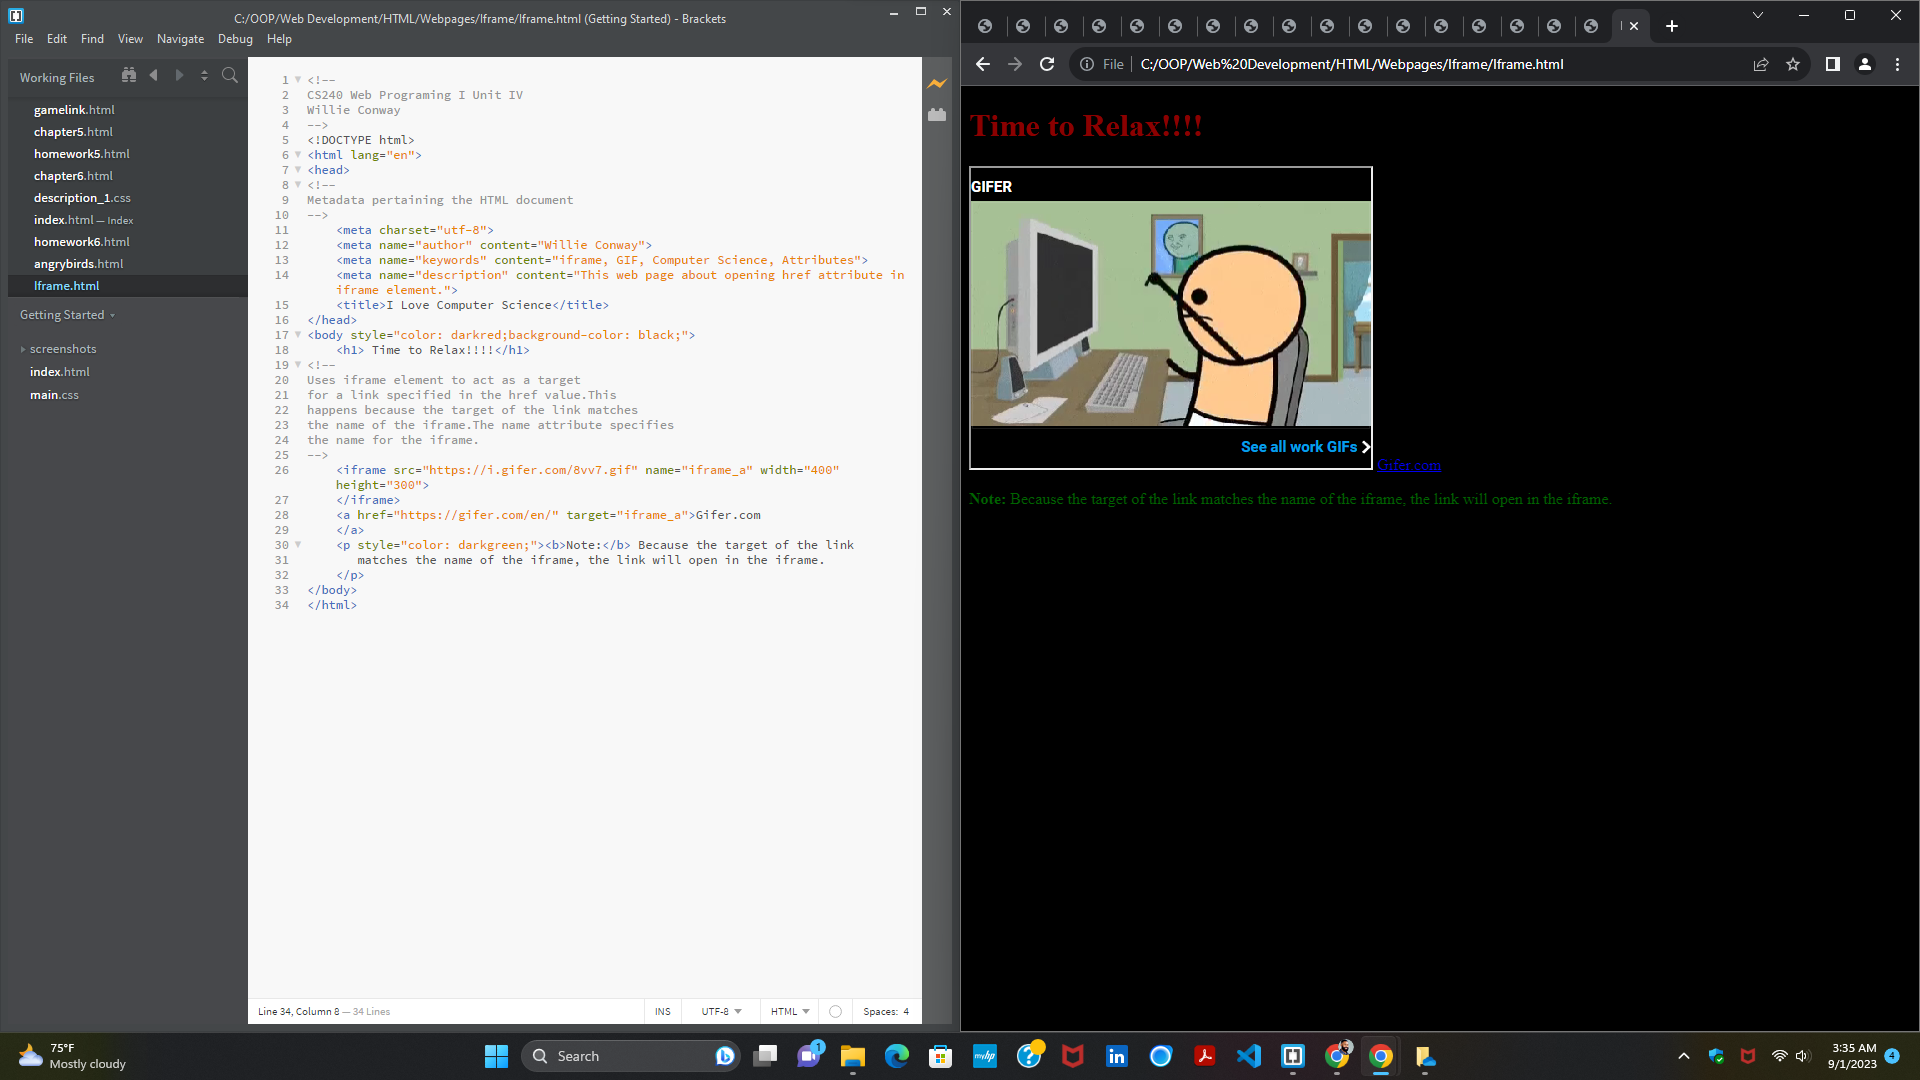 C:/OOP/Web Development/HTML/Webpages/Iframe/Iframe.html (Getting Started) - Brackets
File Edit Find View Navigate Debug Help
Working Files
gamelink.html
chapter5.html
homework5.html
chapter6.html
description_1.css
index.html — Index
homework6.html
angrybirds.html
Iframe.html
Getting Started
screenshots
index.html
main.css
1 <!--
2 CS240 Web Programing I Unit IV
3 Willie Conway
4 -->
5 <!DOCTYPE html>
6 <html lang="en">
7 <head>
8 <!--
9 Metadata pertaining the HTML document
10 -->
11 <meta charset="utf-8">
12 <meta name="author" content="Willie Conway">
13 <meta name="keywords" content="iframe, GIF, Computer Science, Attributes">
14 <meta name="description" content="This web page about opening href attribute in
iframe element.">
15 <title>I Love Computer Science</title>
16 </head>
17 <body style="color: darkred;background-color: black;">
18 <h1> Time to Relax!!!!</h1>
19 <!--
20 Uses iframe element to act as a target
21 for a link specified in the href value.This
22 happens because the target of the link matches
23 the name of the iframe.The name attribute specifies
24 the name for the iframe.
25 -->
26 <iframe src="https://i.gifer.com/8vv7.gif" name="iframe_a" width="400"
height="300">
27 </iframe>
28 <a href="https://gifer.com/en/" target="iframe_a">Gifer.com
29 </a>
30 <p style="color: darkgreen;"><b>Note:</b> Because the target of the link
31 matches the name of the iframe, the link will open in the iframe.
32 </p>
33 </body>
34 </html>
Line 34, Column 8 — 34 Lines
INS UTF-8 HTML Spaces: 4
File C:/OOP/Web%20Development/HTML/Webpages/Iframe/Iframe.html
Time to Relax!!!!
GIFER
See all work GIFs
Gifer.com
Note: Because the target of the link matches the name of the iframe, the link will open in the iframe.
75°F
Mostly cloudy
Search
1
myhp
in
3:35 AM
9/1/2023
4